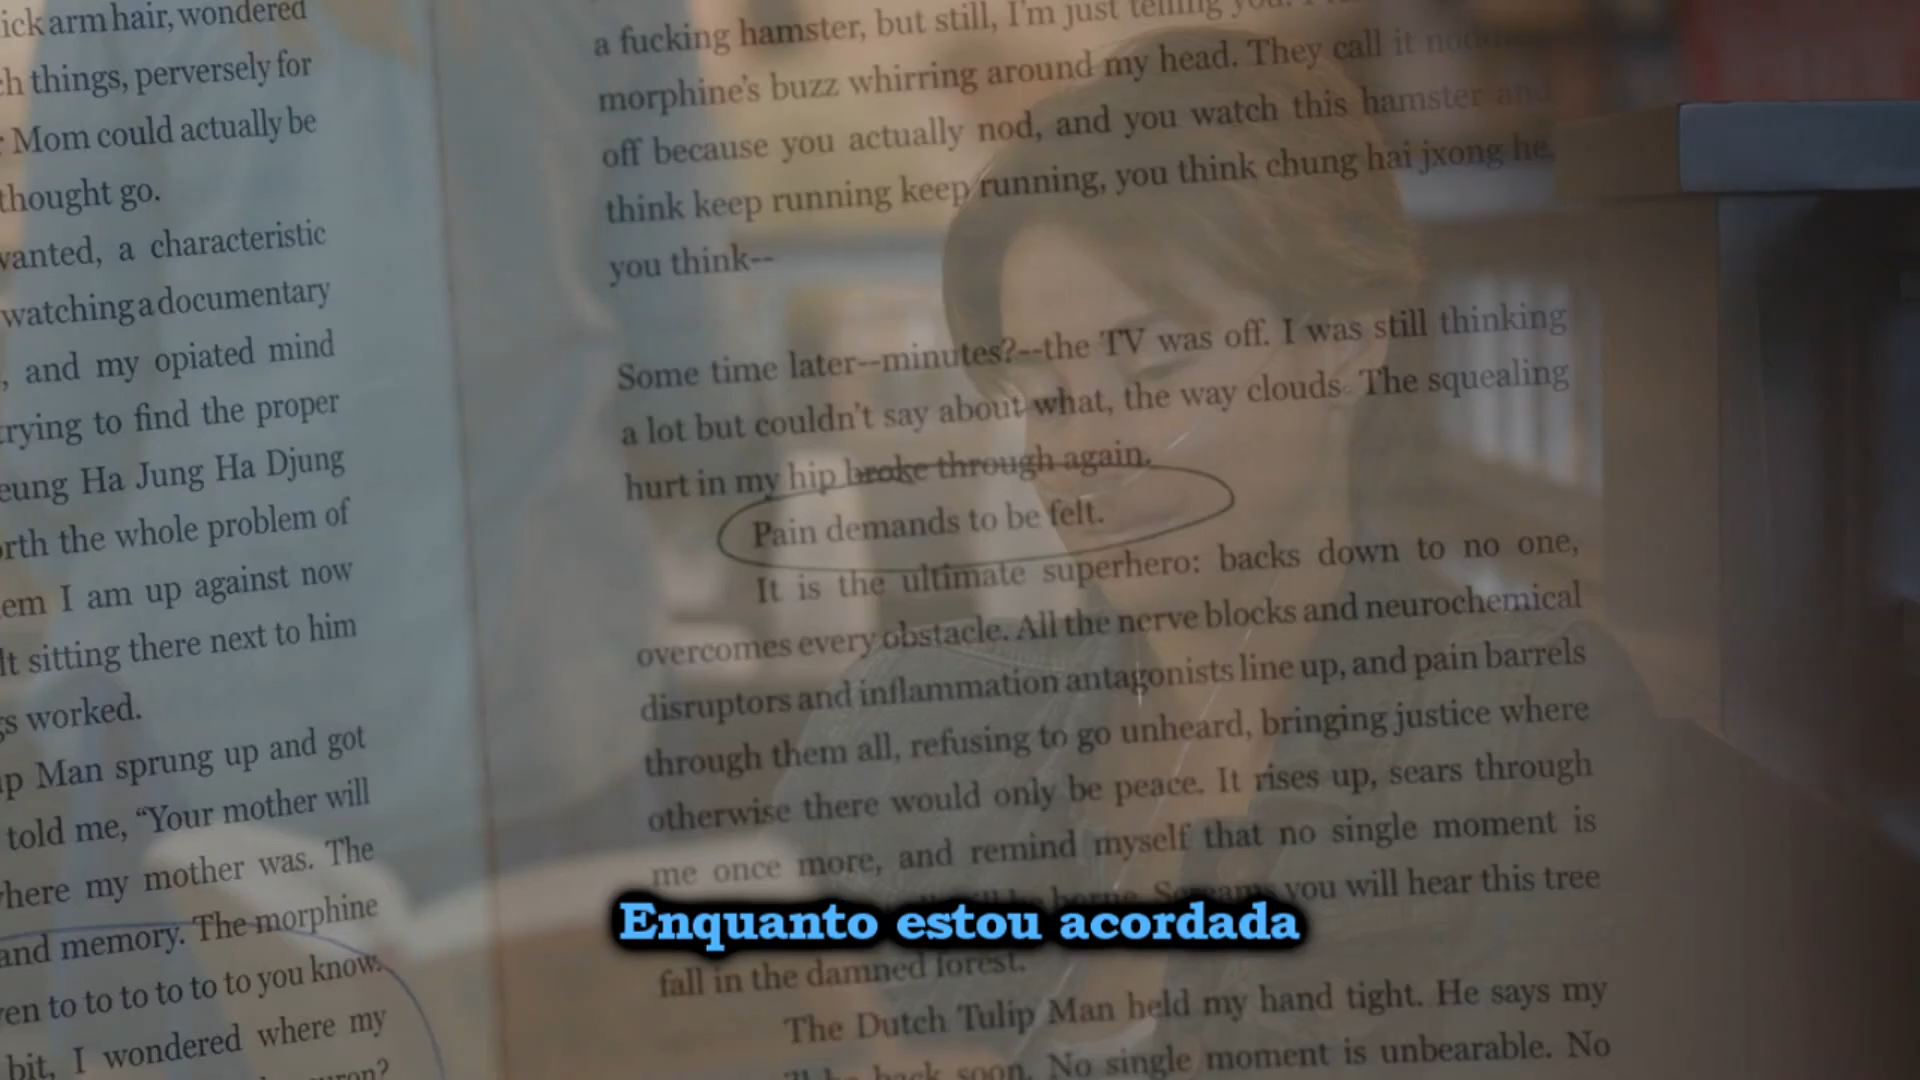 ick arm hair, wondered
ch things, perversely for
Mom could actually be
thought go.
wanted, a characteristic
watching a documentary
, and my opiated mind
trying to find the proper
eung Ha Jung Ha Djung
orth the whole problem of
em I am up against now
lt sitting there next to him
gs worked.
ip Man sprung up and got
told me, “Your mother will
where my mother was. The
and memory. The morphine
en to to to to to to you know.
bit, I wondered where my
a fucking hamster, but still, I'm just telling you.
morphine's buzz whirring around my head. They call it
off because you actually nod, and you watch this hamster and
think keep running keep running, you think chung hai jxong he,
you think--
Some time later--minutes?--the TV was off. I was still thinking
a lot but couldn't say about what, the way clouds. The squealing
hurt in my hip broke through again.
Pain demands to be felt.
It is the ultimate superhero: backs down to no one,
overcomes every obstacle. All the nerve blocks and neurochemical
disruptors and inflammation antagonists line up, and pain barrels
through them all, refusing to go unheard, bringing justice where
otherwise there would only be peace. It rises up, sears through
me once more, and remind myself that no single moment is
you will hear this tree
Enquanto estou acordada
fall in the damned forest.
The Dutch Tulip Man held my hand tight. He says my
back soon. No single moment is unbearable. No